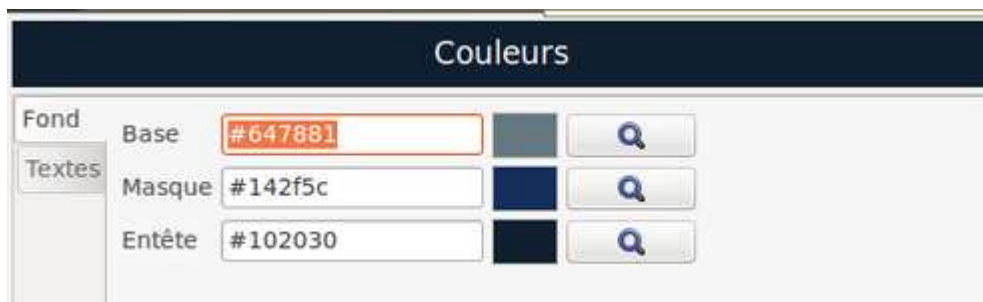 Couleurs
Fond
Base #647881
Textes
Masque #142f5c
Entête #102030